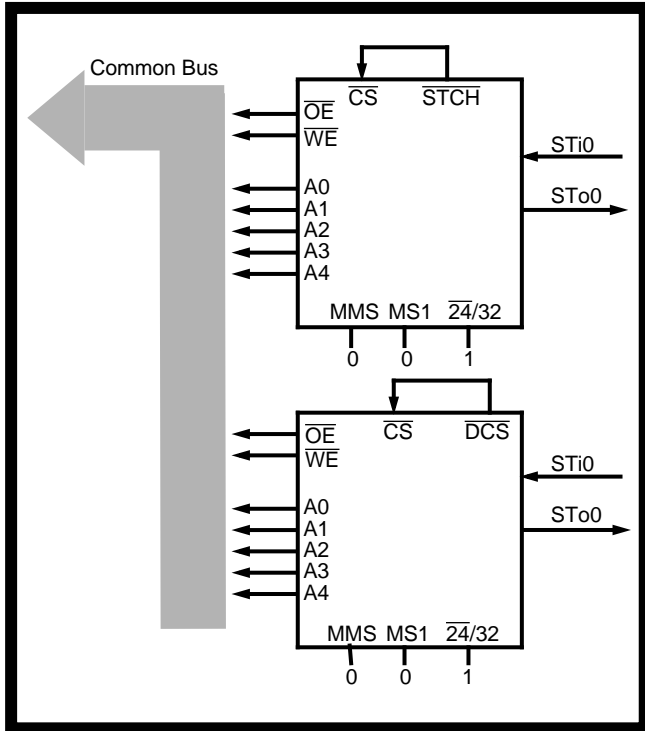 Common Bus
CS STCH
OE
WE
STi0
A0
STo0
A1
A2
A3
A4
MMS MS1 24/32
0 0 1
CS DCS
OE
WE
STi0
A0
STo0
A1
A2
A3
A4
MMS MS1 24/32
0 0 1